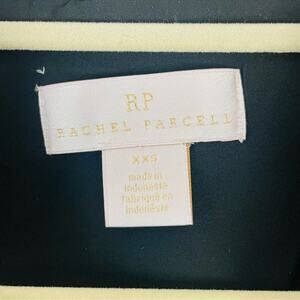 RP
RACHEL PARCELL
XXS
made in
indonesia
fabriqué en
indonésie